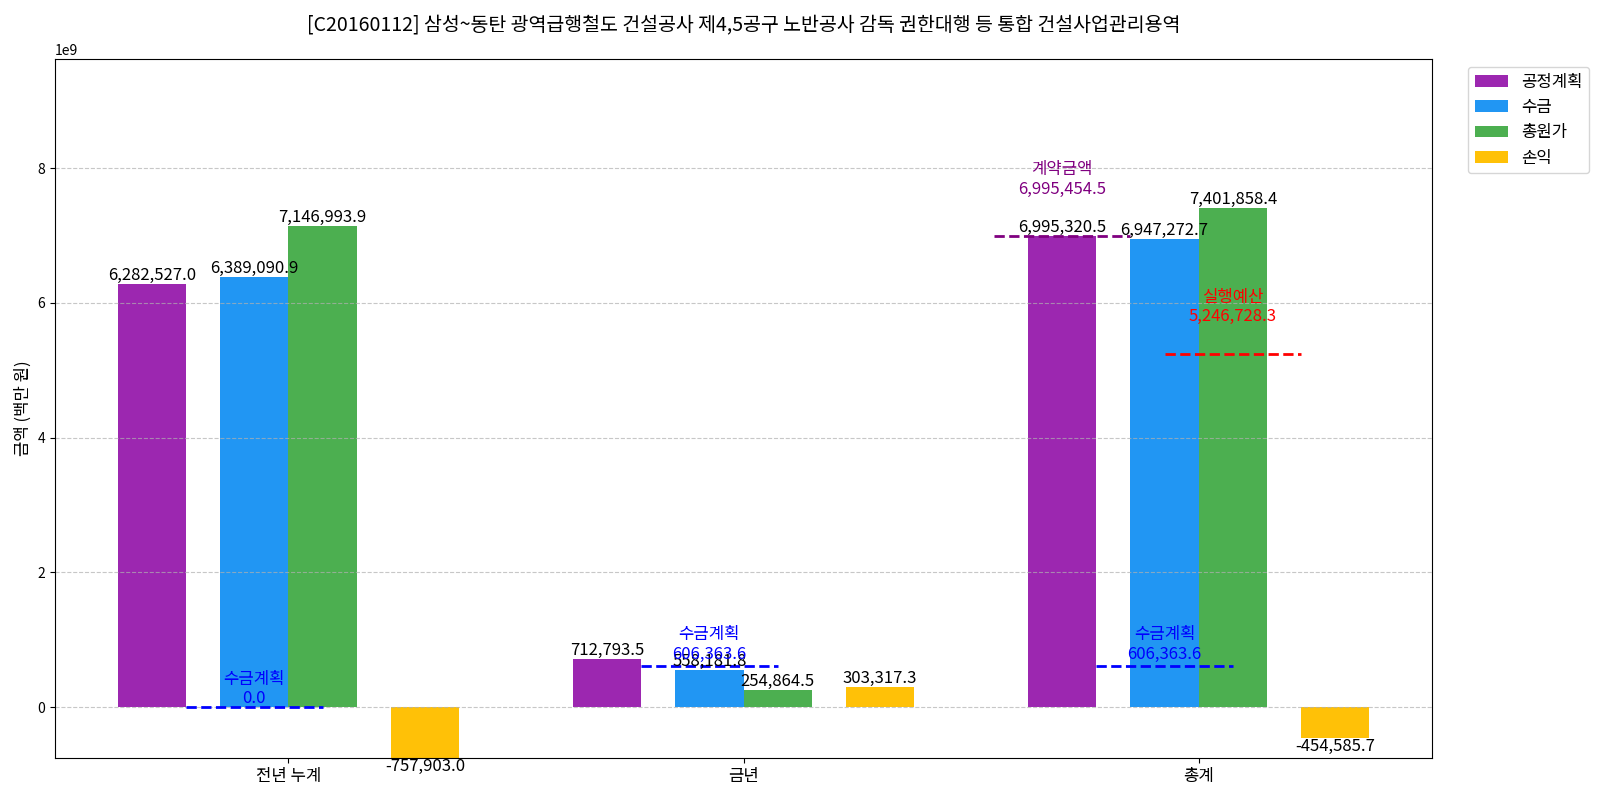 [C20160112] 삼성~동탄 광역급행철도 건설공사 제4,5공구 노반공사 감독 권한대행 등 통합 건설사업관리용역
1e9
공정계획
수금
총원가
손익
금액 (백만 원)
8
6
4
2
0
6,282,527.0
6,389,090.9
7,146,993.9
수금계획
0.0
-757,903.0
712,793.5
수금계획
606,363.6
558,181.8
254,864.5
303,317.3
계약금액
6,995,454.5
6,995,320.5
6,947,272.7
7,401,858.4
실행예산
5,246,728.3
수금계획
606,363.6
-454,585.7
전년 누계
금년
총계